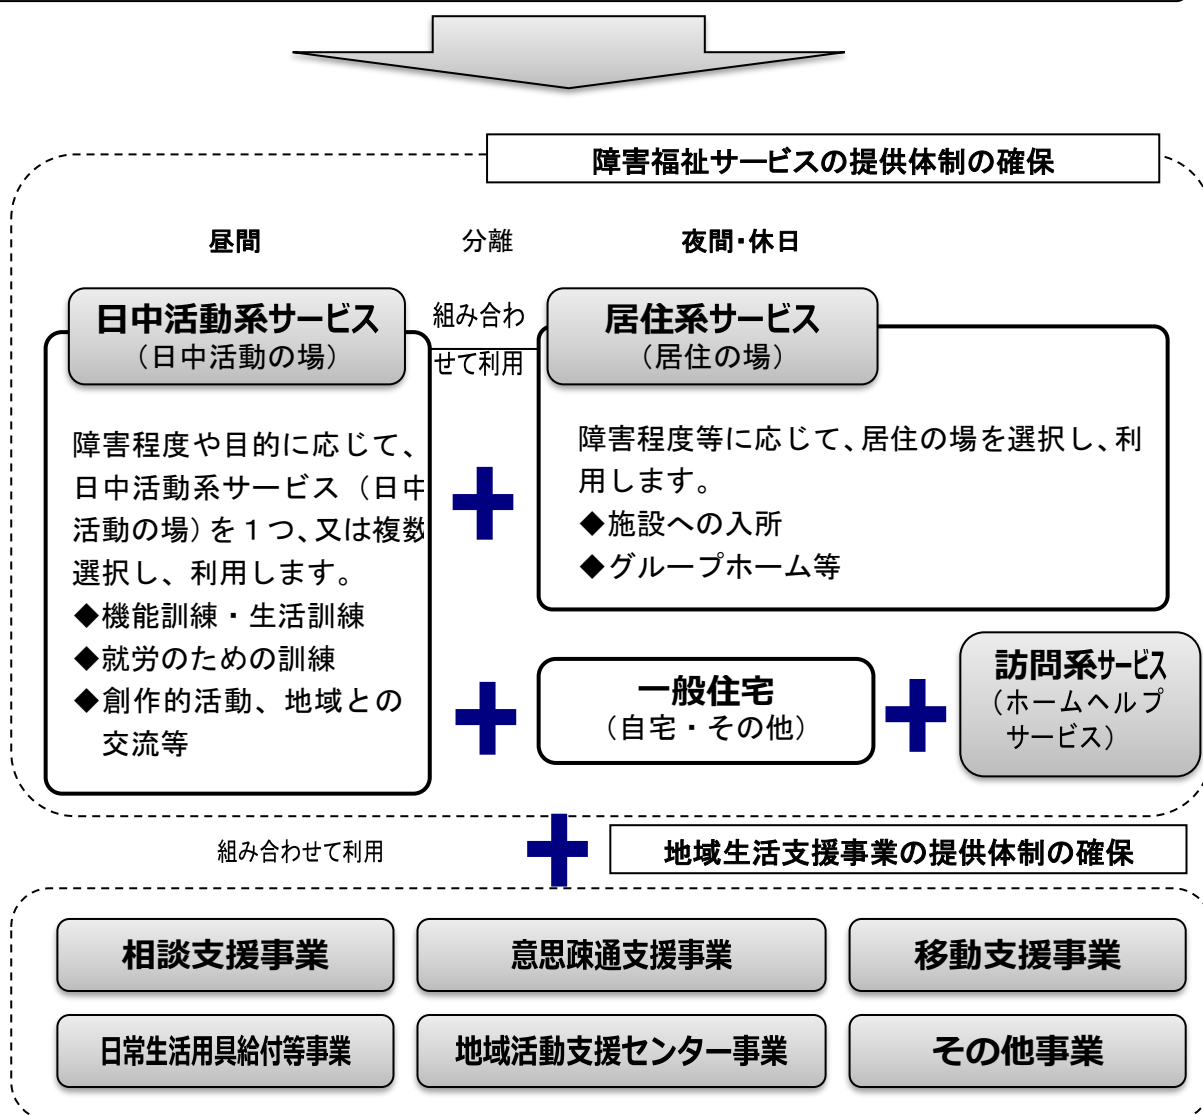 障害福祉サービスの提供体制の確保
昼間
分離
夜間・休日
日中活動系サービス
（日中活動の場）
組み合わ
せて利用
居住系サービス
（居住の場）
障害程度や目的に応じて、
日中活動系サービス（日中
活動の場）を１つ、又は複数
選択し、利用します。
◆機能訓練・生活訓練
◆就労のための訓練
◆創作的活動、地域との
交流等
障害程度等に応じて、居住の場を選択し、利
用します。
◆施設への入所
◆グループホーム等
一般住宅
（自宅・その他）
訪問系サービス
（ホームヘルプ
サービス）
組み合わせて利用
地域生活支援事業の提供体制の確保
相談支援事業
意思疎通支援事業
移動支援事業
日常生活用具給付等事業
地域活動支援センター事業
その他事業